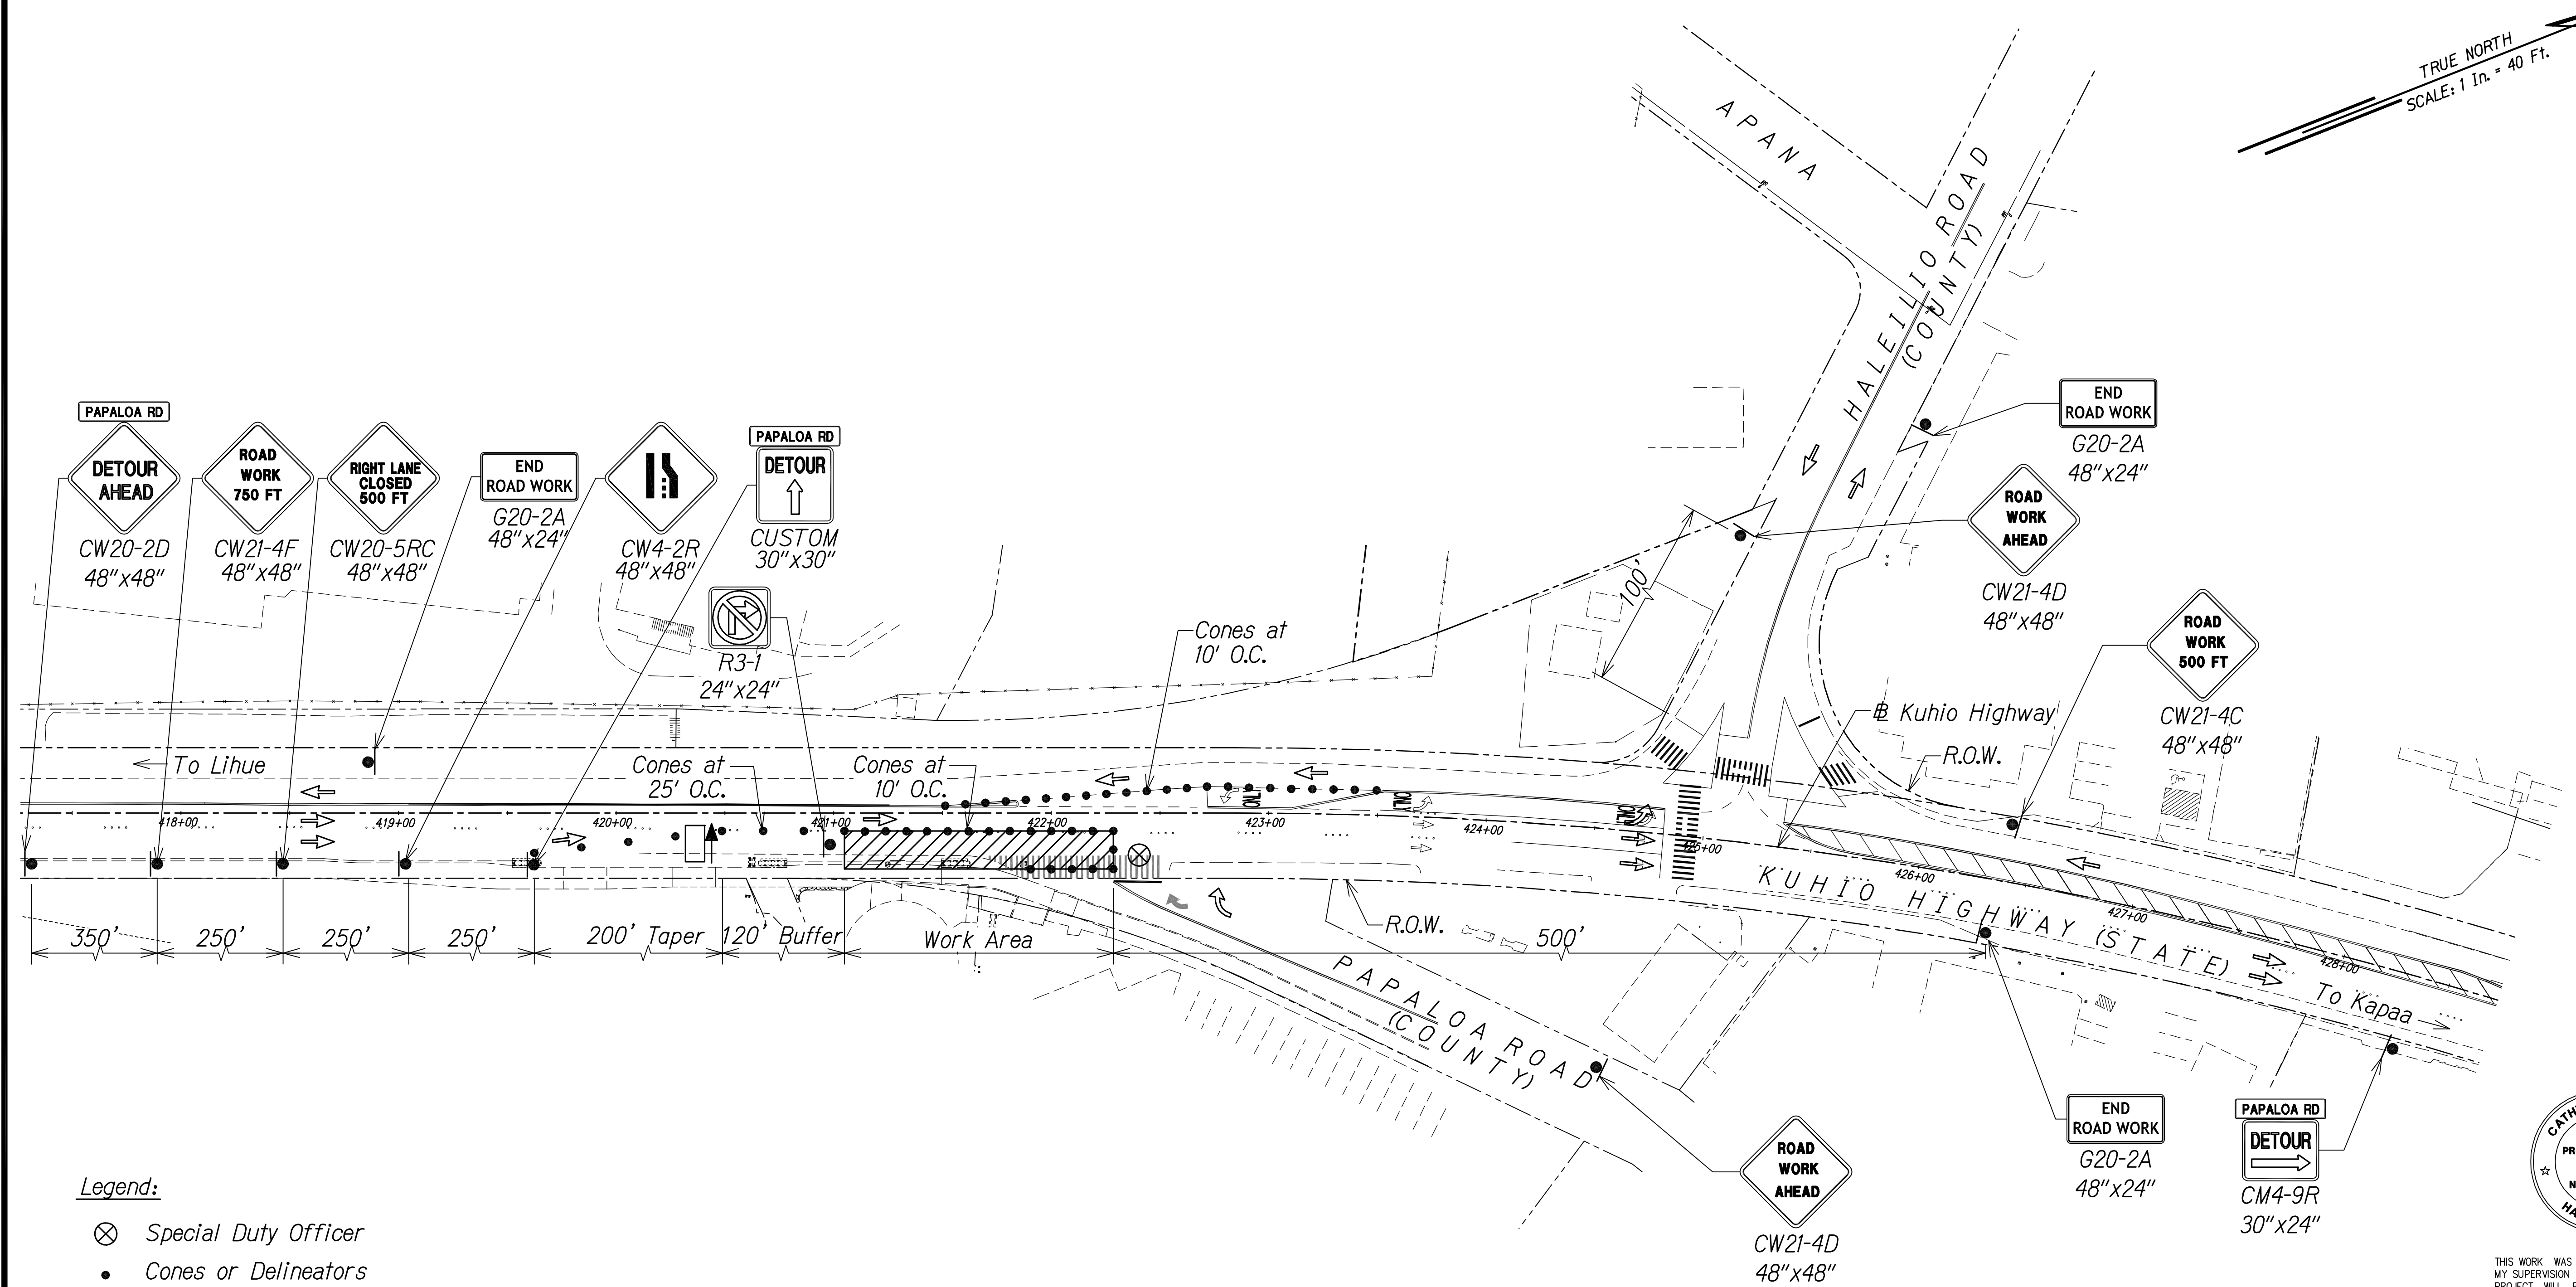 TRUE NORTH
SCALE: 1 In. = 40 Ft.
APANA
HALEILIO ROAD
(COUNTY)
PAPALOA RD
DETOUR
AHEAD
CW20-2D
48"x48"
ROAD
WORK
750 FT
CW21-4F
48"x48"
RIGHT LANE
CLOSED
500 FT
CW20-5RC
48"x48"
END
ROAD WORK
G20-2A
48"x24"
CW4-2R
48"x48"
PAPALOA RD
DETOUR
CUSTOM
30"x30"
R3-1
24"x24"
END
ROAD WORK
G20-2A
48"x24"
ROAD
WORK
AHEAD
CW21-4D
48"x48"
100'
ROAD
WORK
500 FT
CW21-4C
48"x48"
Cones at
10' O.C.
B Kuhio Highway
R.O.W.
To Lihue
Cones at
25' O.C.
Cones at
10' O.C.
ONLY
ONLY
ONLY
418+00
419+00
420+00
421+00
422+00
423+00
424+00
425+00
426+00
427+00
428+00
KUHIO HIGHWAY (STATE)
To Kapaa
350'
250'
250'
250'
200' Taper
120' Buffer
Work Area
R.O.W.
500'
PAPALOA ROAD
(COUNTY)
ROAD
WORK
AHEAD
CW21-4D
48"x48"
END
ROAD WORK
G20-2A
48"x24"
PAPALOA RD
DETOUR
CM4-9R
30"x24"
Legend:
Special Duty Officer
Cones or Delineators
CATH
PR
N
HA
THIS WORK WAS
MY SUPERVISION